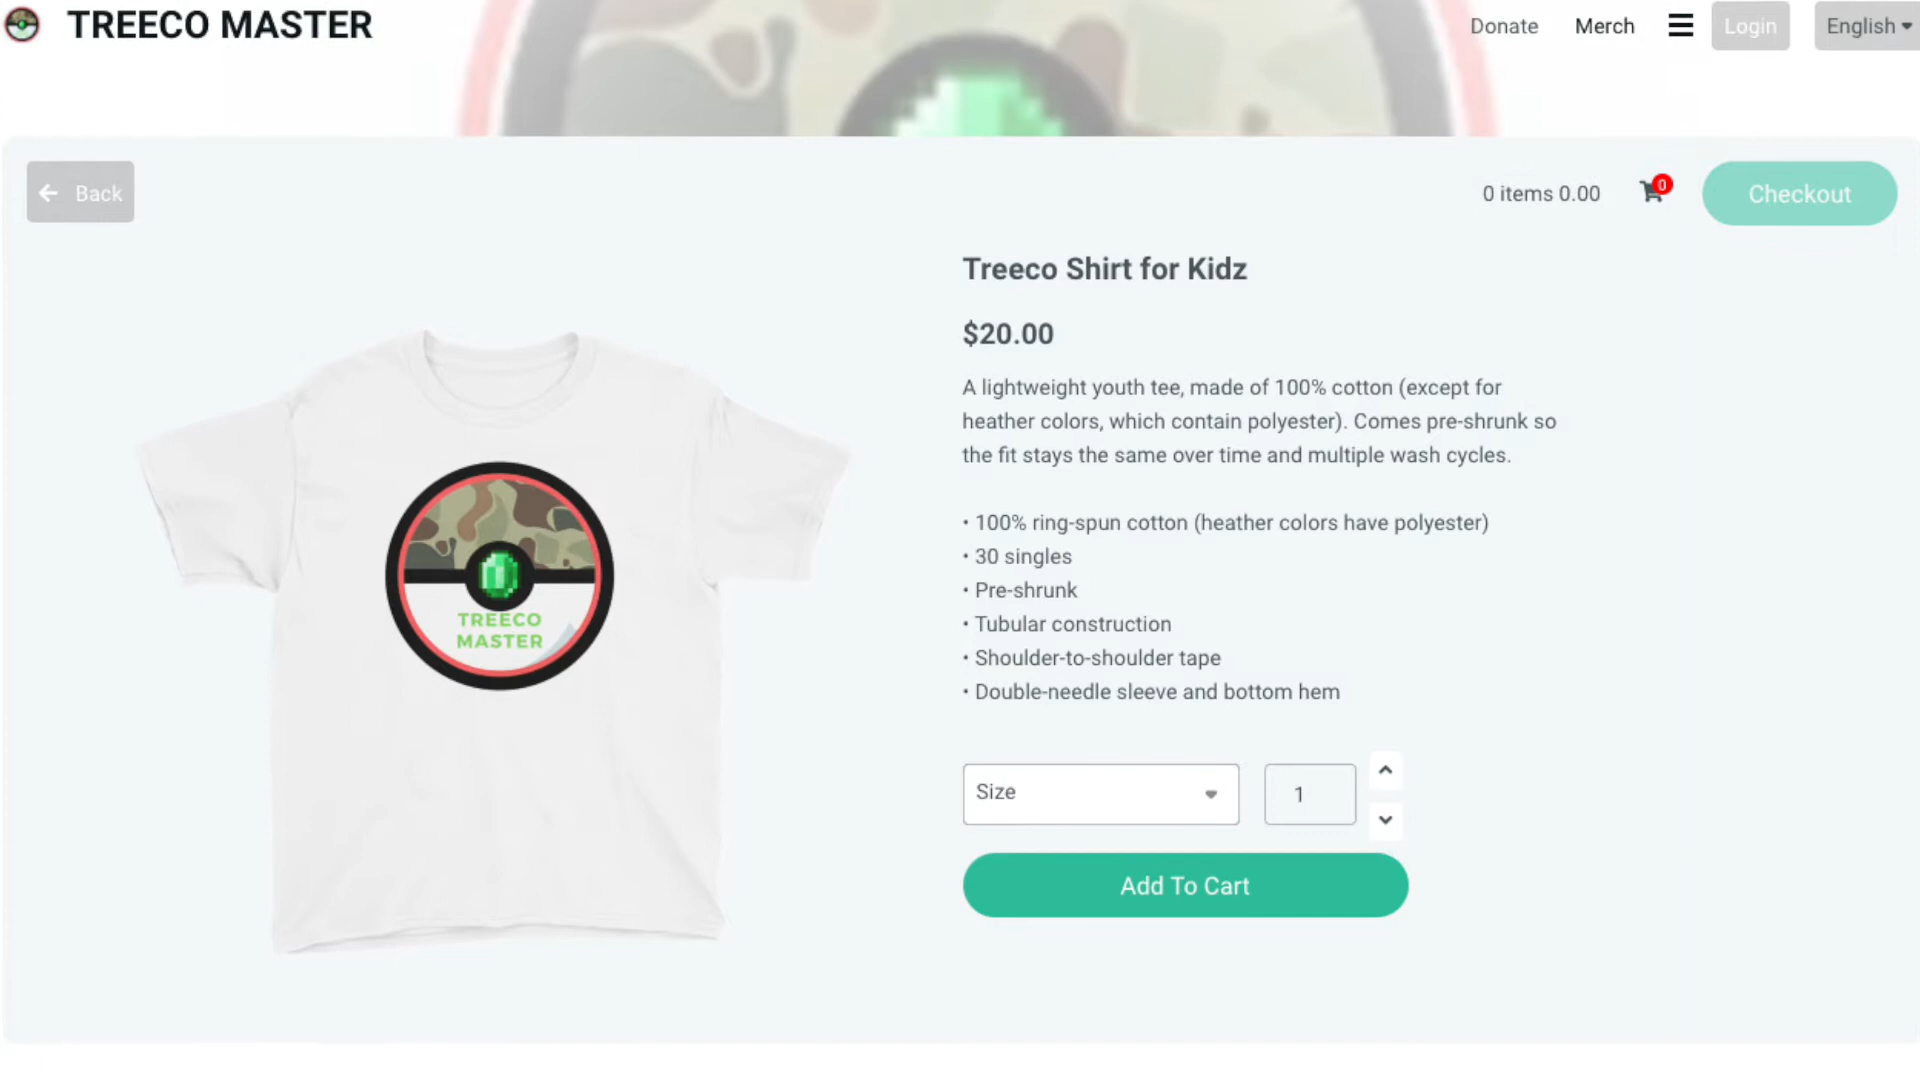 TREECO MASTER
Donate
Merch
Login
English
Back
0 items 0.00
0
Checkout
Treeco Shirt for Kidz
$20.00
A lightweight youth tee, made of 100% cotton (except for
heather colors, which contain polyester). Comes pre-shrunk so
the fit stays the same over time and multiple wash cycles.
• 100% ring-spun cotton (heather colors have polyester)
• 30 singles
• Pre-shrunk
• Tubular construction
• Shoulder-to-shoulder tape
• Double-needle sleeve and bottom hem
TREECO
MASTER
Size
1
Add To Cart